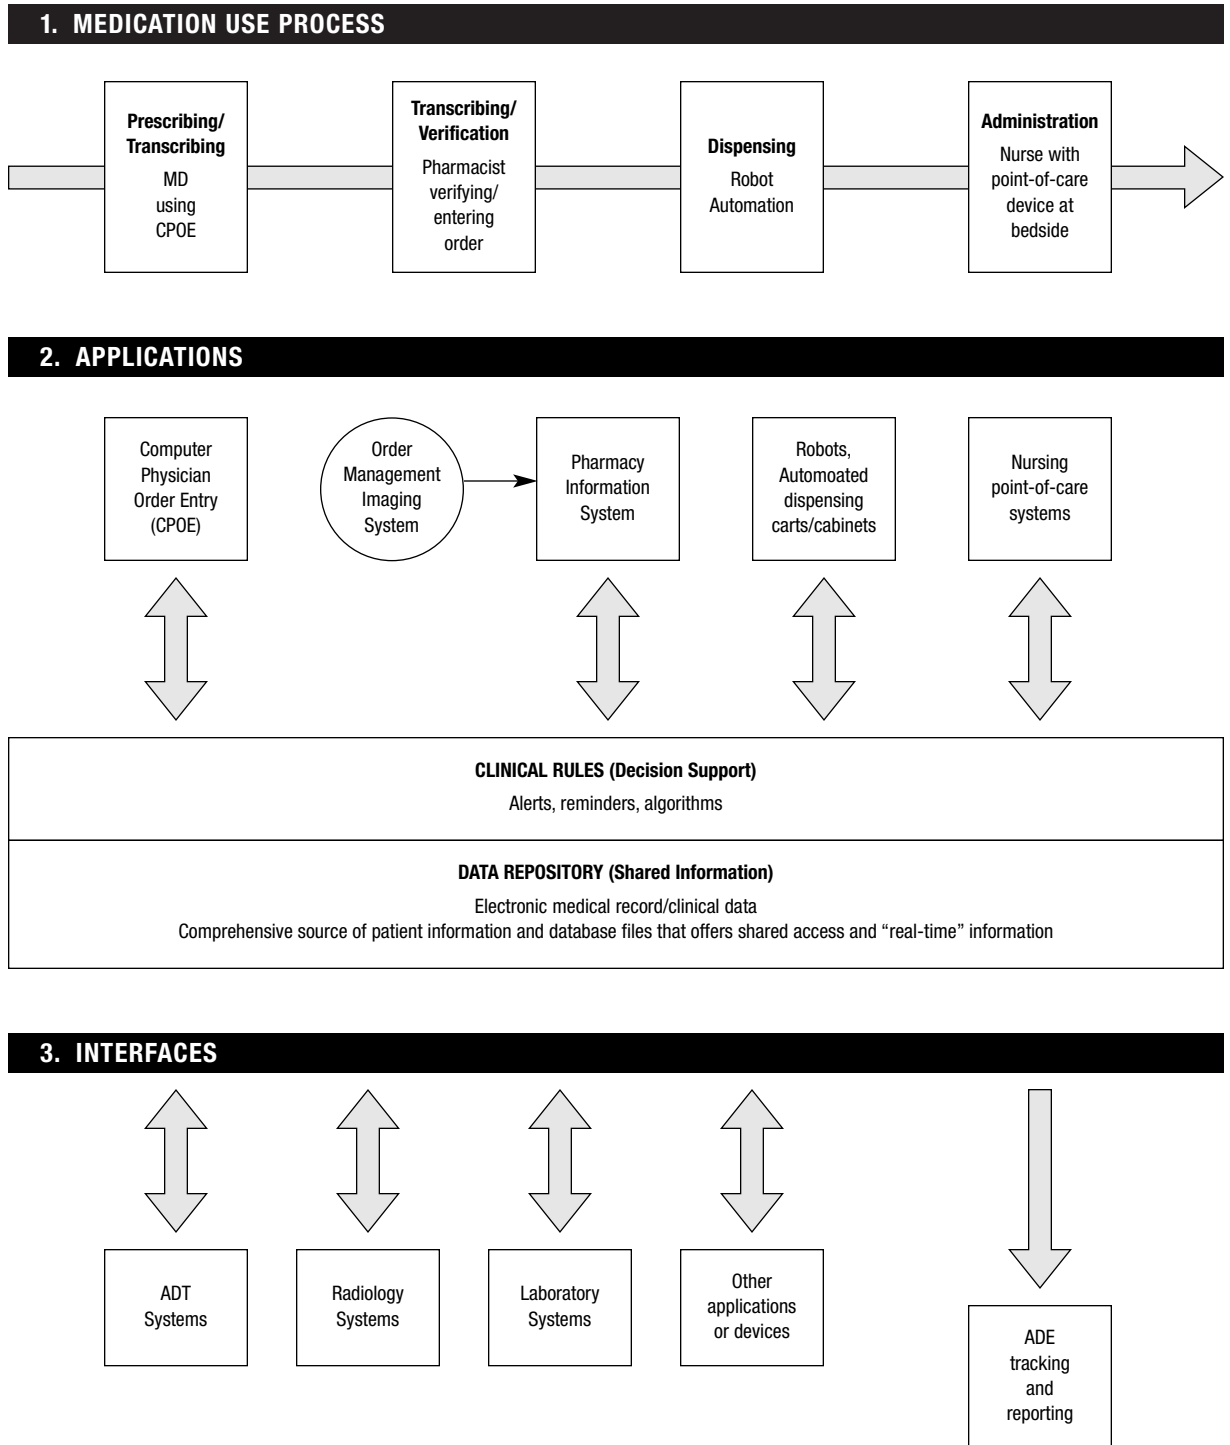 1. MEDICATION USE PROCESS
Prescribing/
Transcribing
MD
using
CPOE
Transcribing/
Verification
Pharmacist
verifying/
entering
order
Dispensing
Robot
Automation
Administration
Nurse with
point-of-care
device at
bedside
2. APPLICATIONS
Computer
Physician
Order Entry
(CPOE)
Order
Management
Imaging
System
Pharmacy
Information
System
Robots,
Automoated
dispensing
carts/cabinets
Nursing
point-of-care
systems
CLINICAL RULES (Decision Support)
Alerts, reminders, algorithms
DATA REPOSITORY (Shared Information)
Electronic medical record/clinical data
Comprehensive source of patient information and database files that offers shared access and “real-time” information
3. INTERFACES
ADT
Systems
Radiology
Systems
Laboratory
Systems
Other
applications
or devices
ADE
tracking
and
reporting